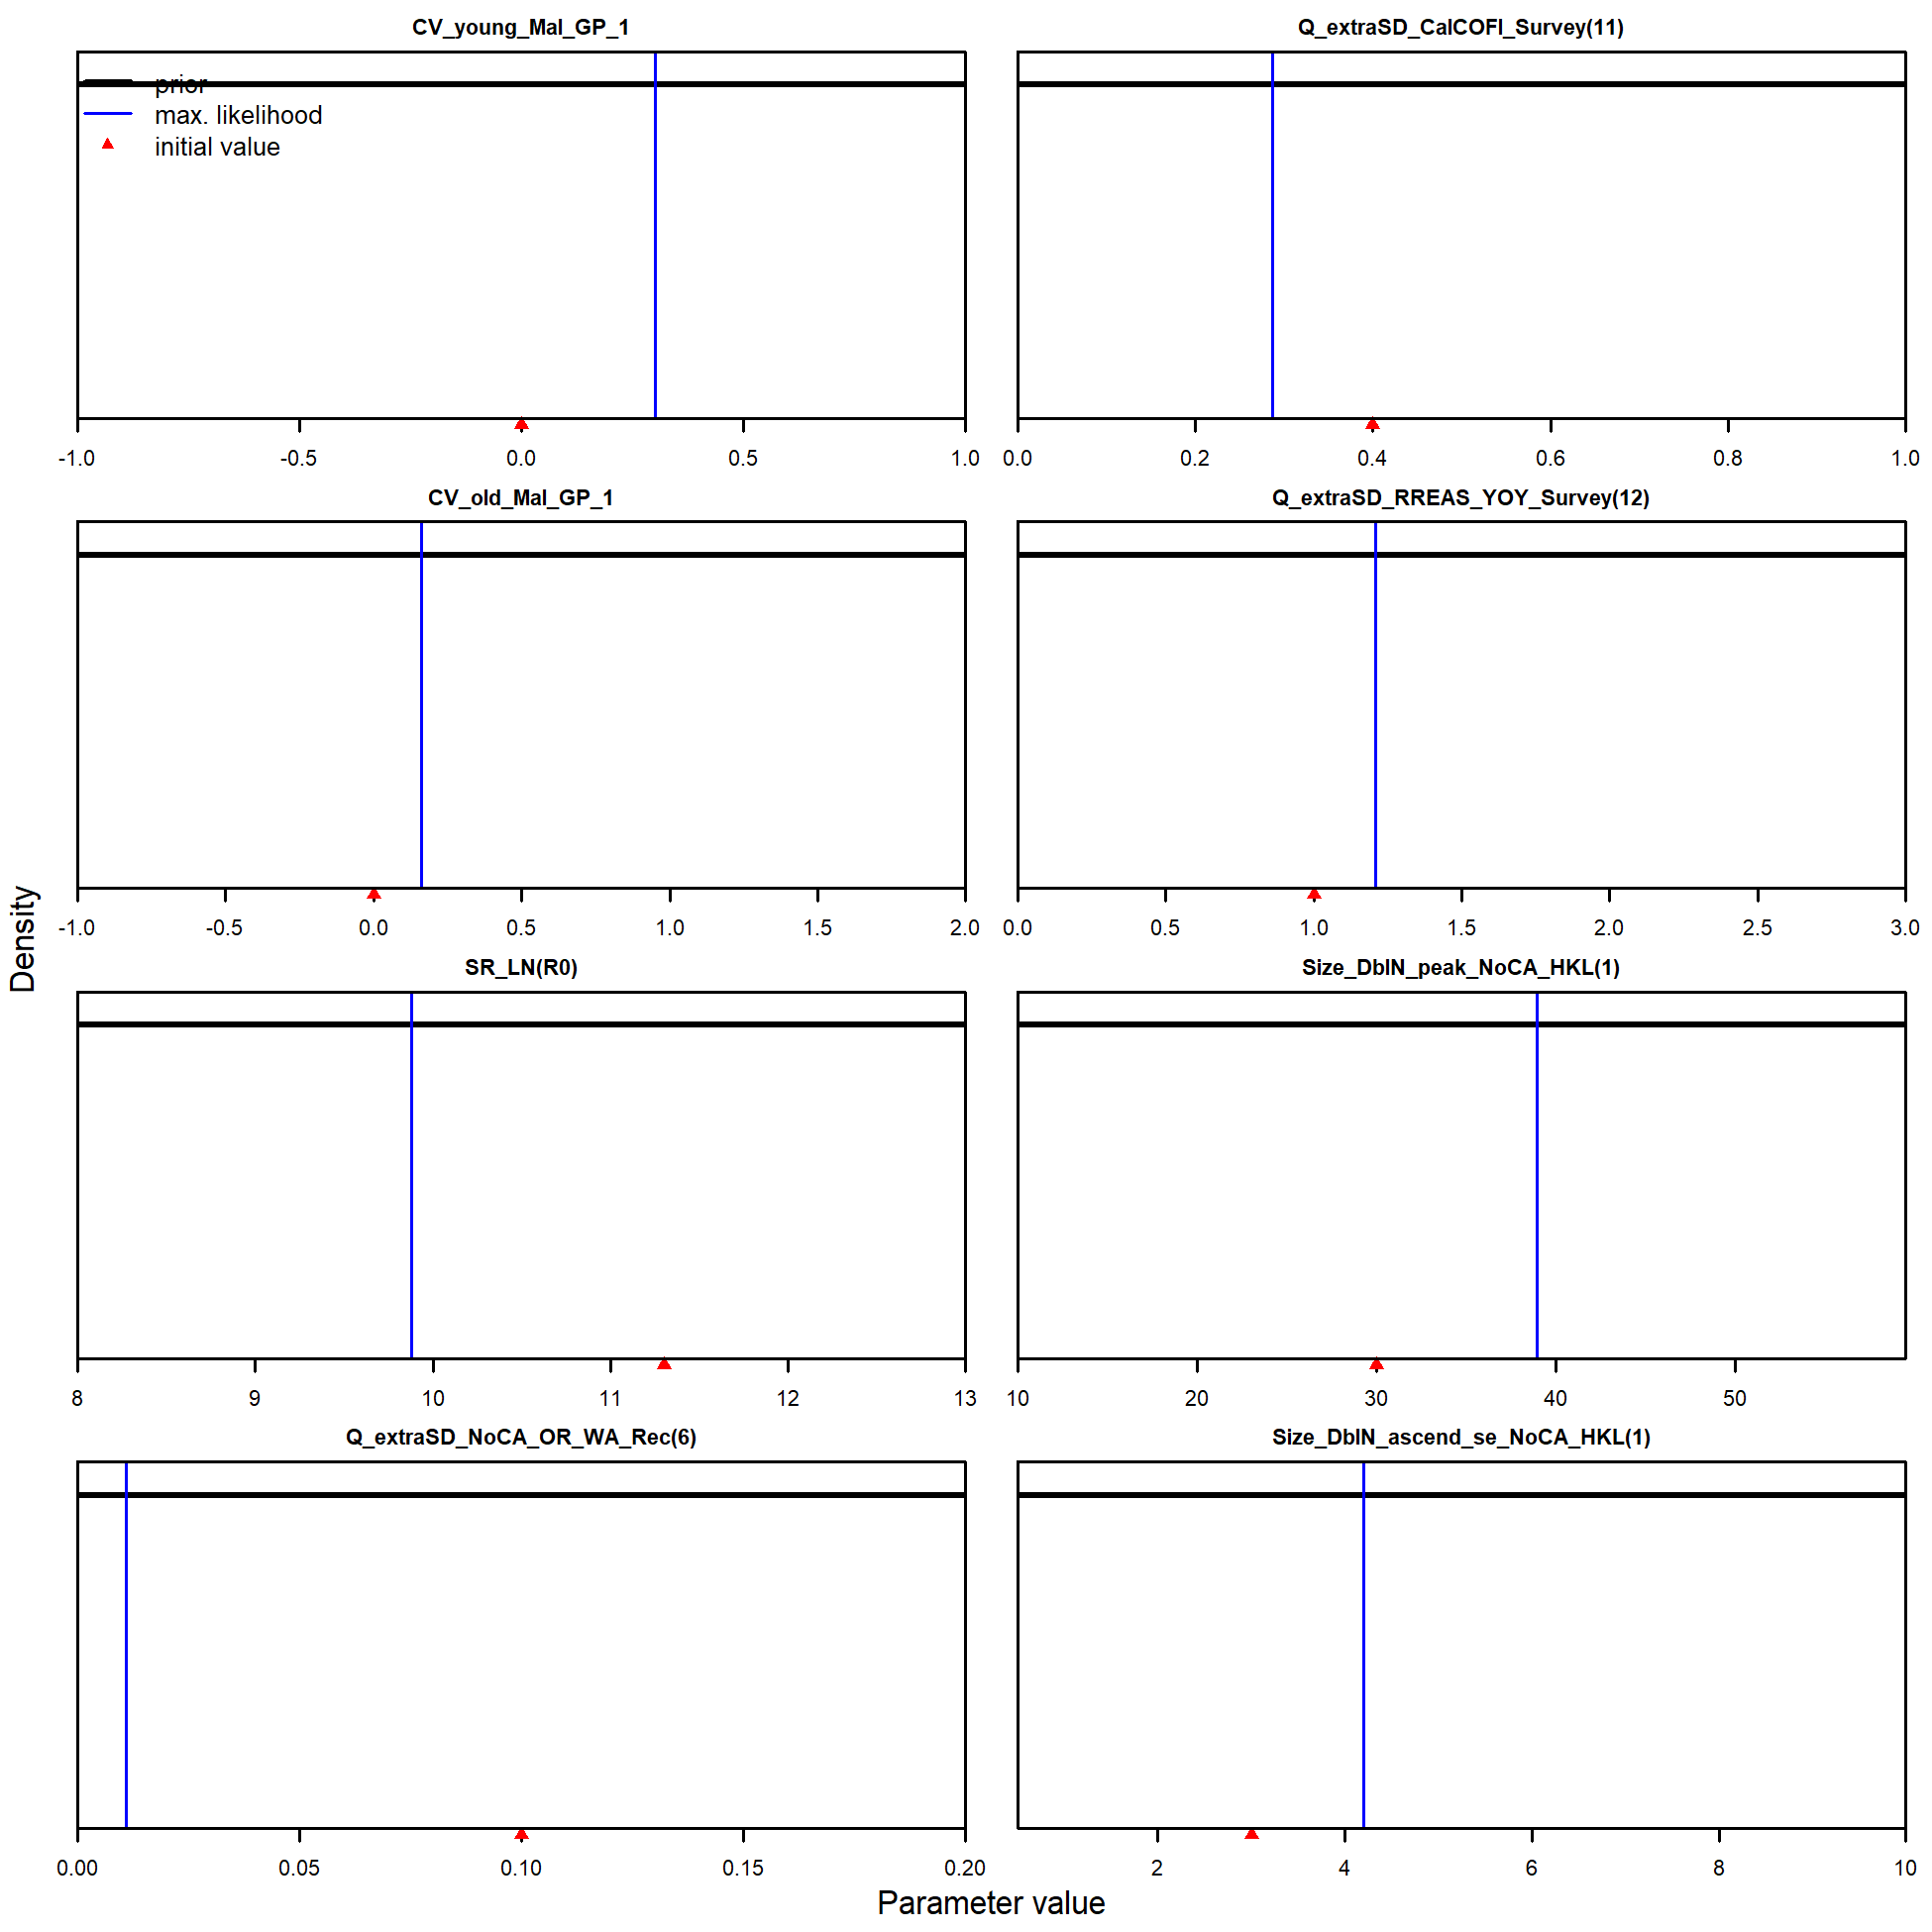 CV_young_Mal_GP_1
prior
max. likelihood
initial value
-1.0 -0.5 0.0 0.5 1.0
Q_extraSD_CalCOFI_Survey(11)
0.0 0.2 0.4 0.6 0.8 1.0
CV_old_Mal_GP_1
-1.0 -0.5 0.0 0.5 1.0 1.5 2.0
Q_extraSD_RREAS_YOY_Survey(12)
0.0 0.5 1.0 1.5 2.0 2.5 3.0
SR_LN(R0)
8 9 10 11 12 13
Size_DblN_peak_NoCA_HKL(1)
10 20 30 40 50
Q_extraSD_NoCA_OR_WA_Rec(6)
0.00 0.05 0.10 0.15 0.20
Size_DblN_ascend_se_NoCA_HKL(1)
2 4 6 8 10
Density
Parameter value